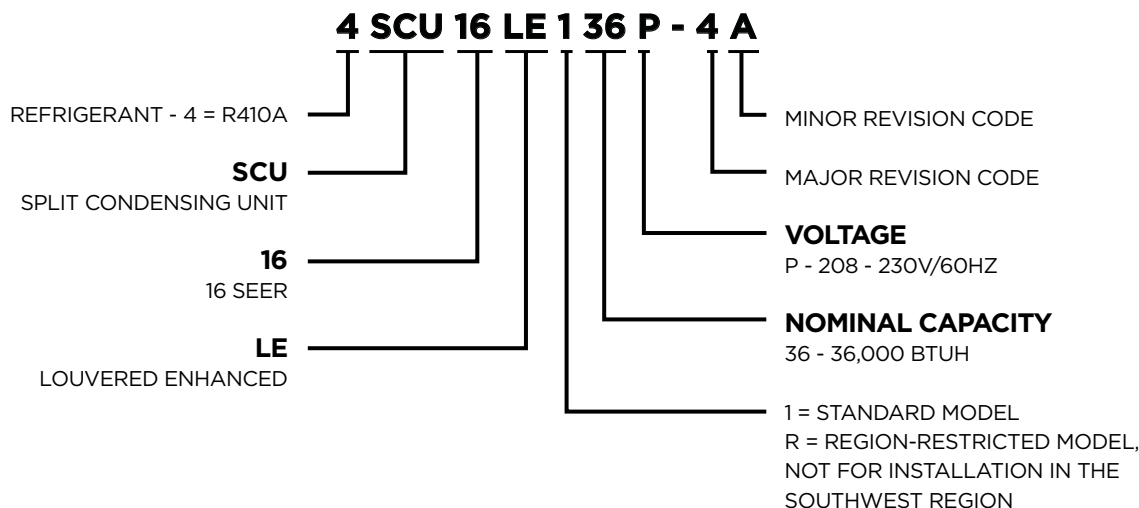 4 SCU 16 LE 1 36 P - 4 A
REFRIGERANT - 4 = R410A
SCU
SPLIT CONDENSING UNIT
16
16 SEER
LE
LOUVERED ENHANCED
MINOR REVISION CODE
MAJOR REVISION CODE
VOLTAGE
P - 208 - 230V/60HZ
NOMINAL CAPACITY
36 - 36,000 BTUH
1 = STANDARD MODEL
R = REGION-RESTRICTED MODEL,
NOT FOR INSTALLATION IN THE
SOUTHWEST REGION